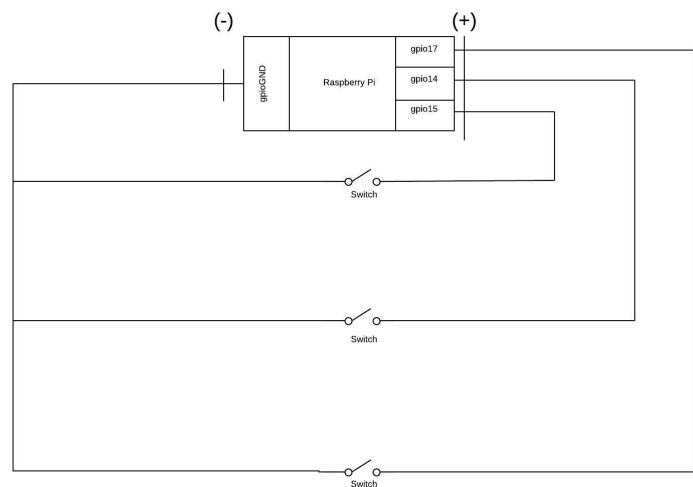 (-)
(+)
gpioGND
Raspberry Pi
gpio17
gpio14
gpio15
Switch
Switch
Switch